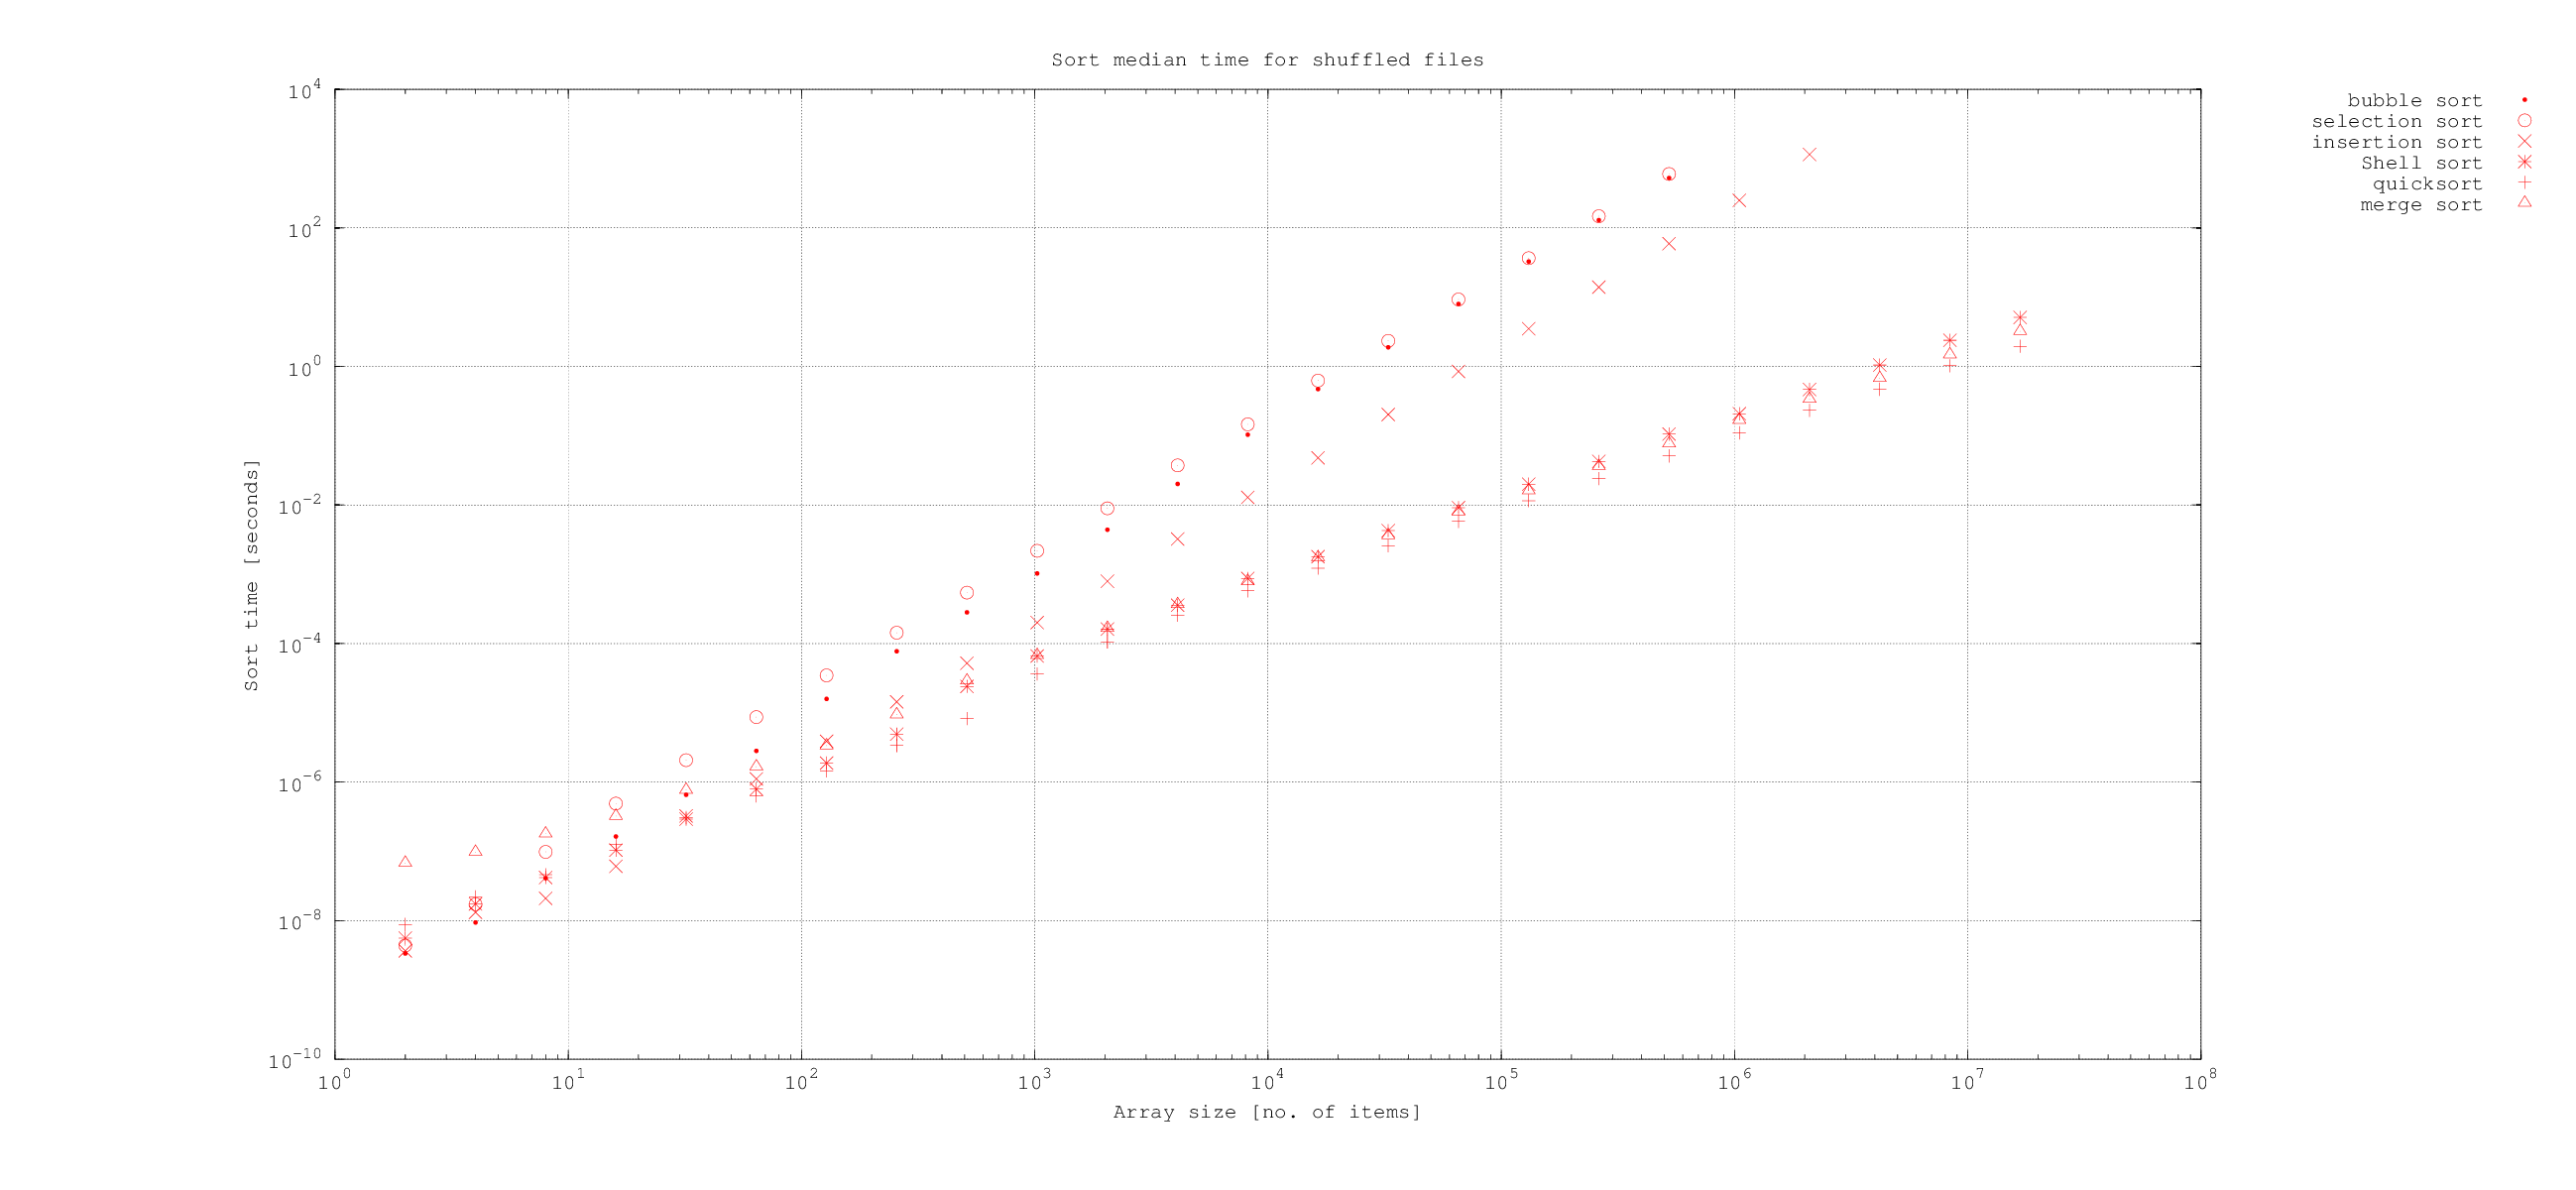 Sort median time for shuffled files
10^4
10^2
10^0
10^-2
10^-4
10^-6
10^-8
10^-10
Sort time [seconds]
10^0 10^1 10^2 10^3 10^4 10^5 10^6 10^7 10^8
Array size [no. of items]
bubble sort
selection sort
insertion sort
Shell sort
quicksort
merge sort